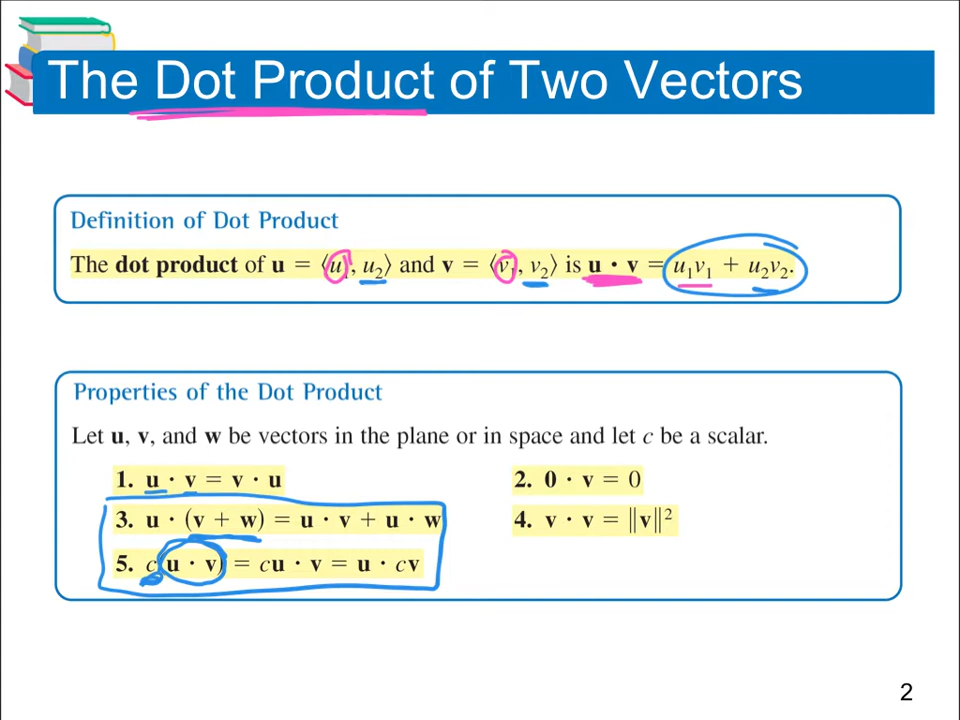 The Dot Product of Two Vectors
Definition of Dot Product
The dot product of u = ⟨u₁, u₂⟩ and v = ⟨v₁, v₂⟩ is u · v = u₁v₁ + u₂v₂.
Properties of the Dot Product
Let u, v, and w be vectors in the plane or in space and let c be a scalar.
1. u · v = v · u
2. 0 · v = 0
3. u · (v + w) = u · v + u · w
4. v · v = ||v||²
5. c(u · v) = cu · v = u · cv
2